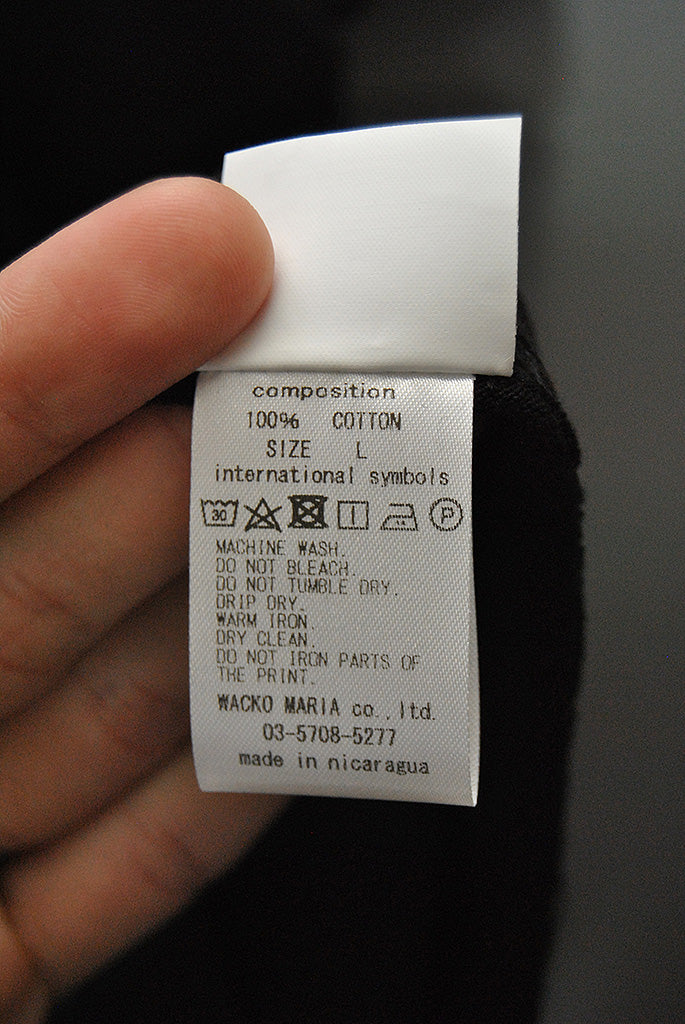 composition
100% COTTON
SIZE L
international symbols
30 P
MACHINE WASH.
DO NOT BLEACH.
DO NOT TUMBLE DRY.
DRIP DRY.
WARM IRON.
DRY CLEAN.
DO NOT IRON PARTS OF
THE PRINT.
WACKO MARIA co.,ltd.
03-5708-5277
made in nicaragua